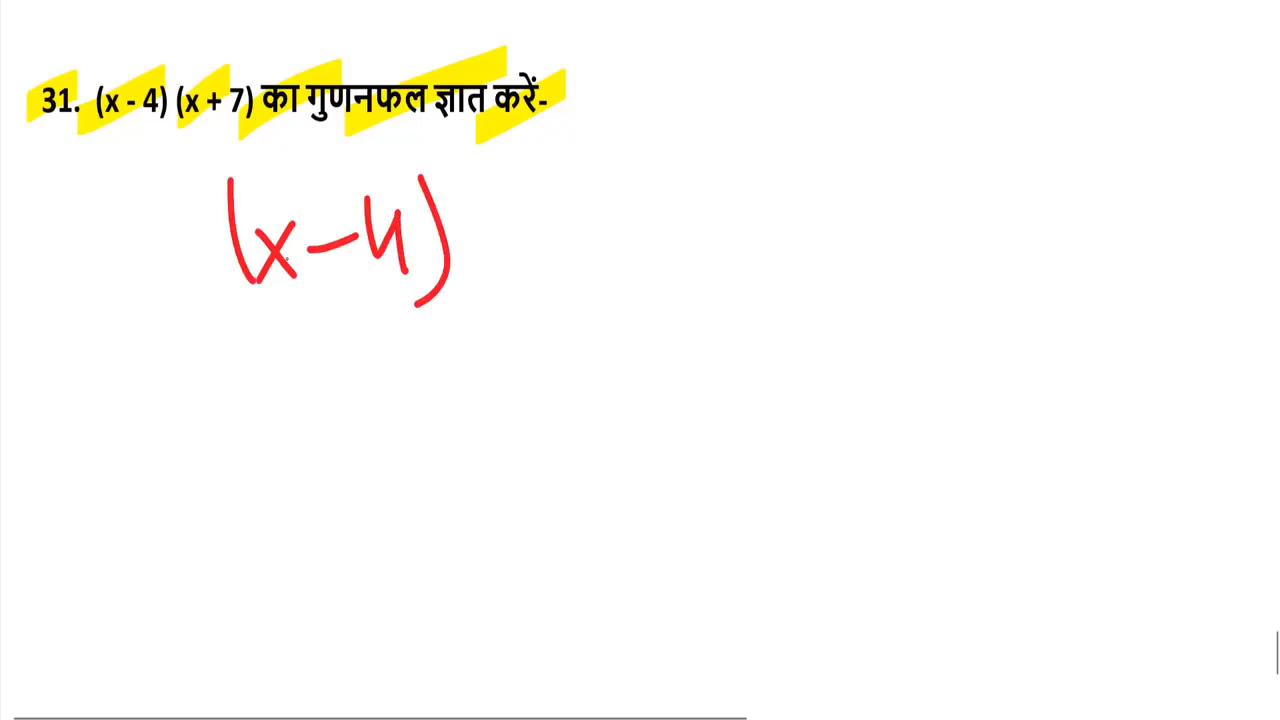 31. (x - 4) (x + 7) का गुणनफल ज्ञात करें-
(x-4)